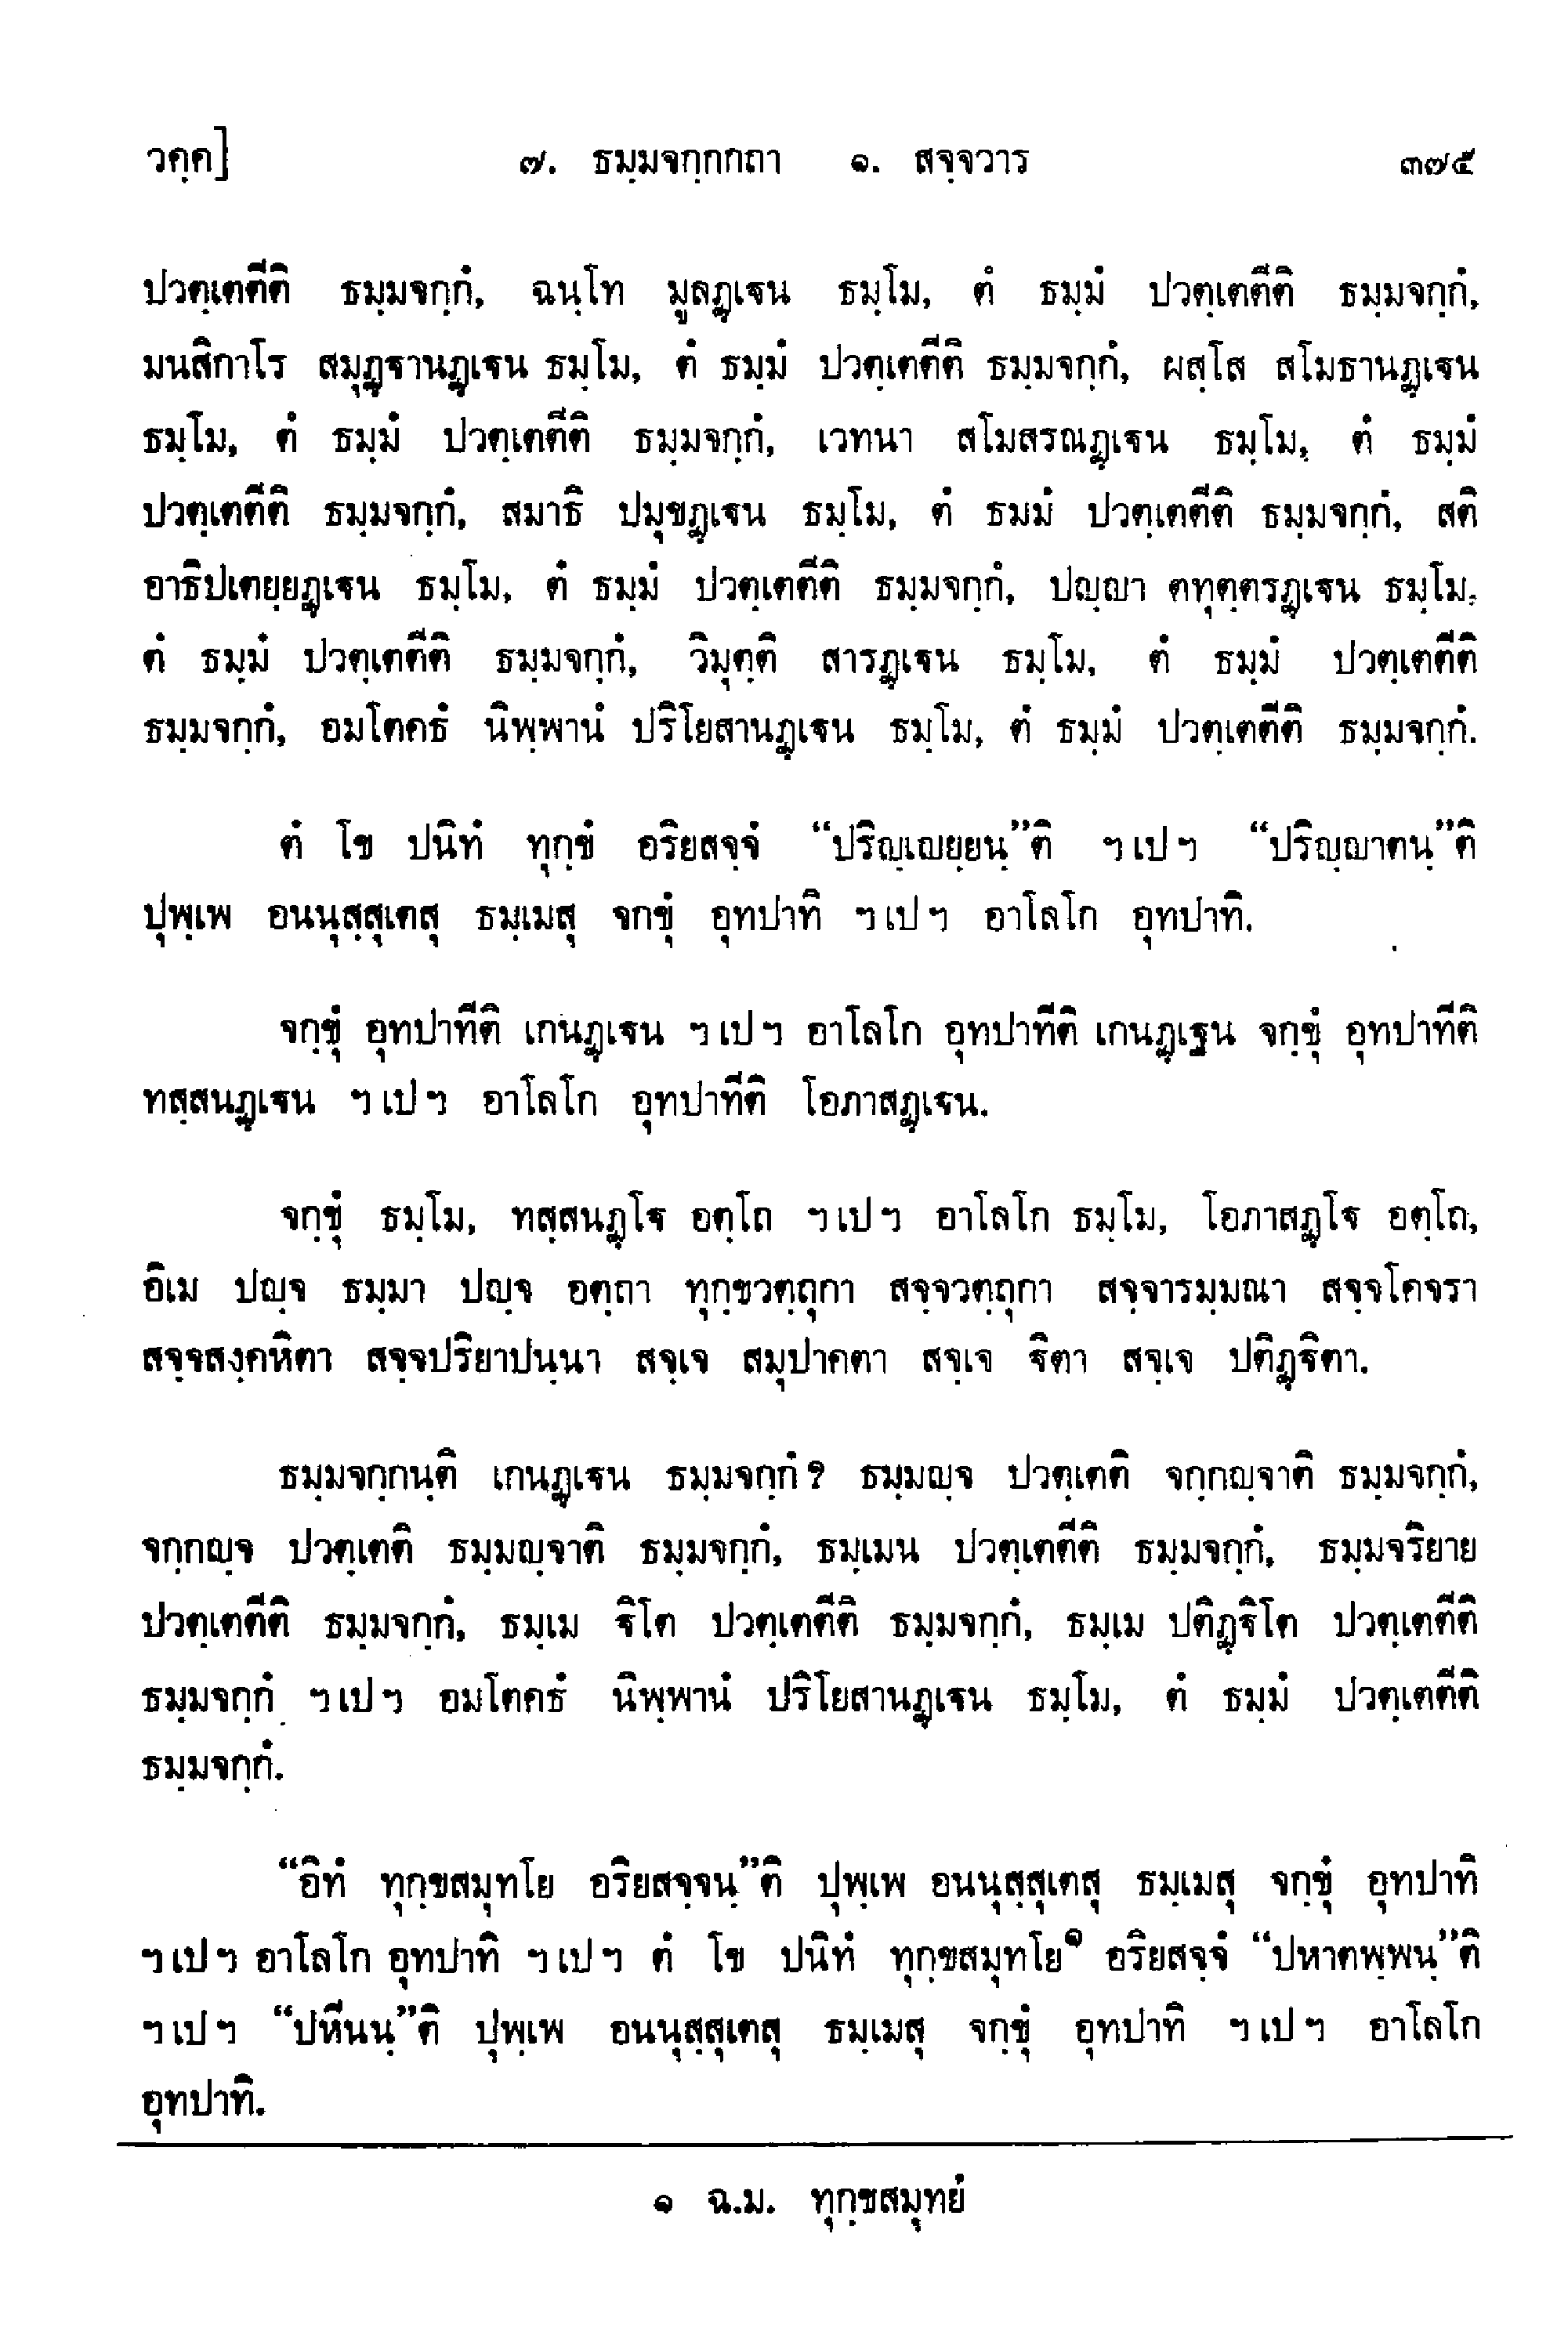 วคฺค]	๗. ธมฺมจกฺกกถา ๑. สจฺจวาร	๓๗๕
ปวตฺเตตีติ ธมฺมจกฺกํ, ฉนฺโท มูลฏฺเฐน ธมฺโม, ตํ ธมฺมํ ปวตฺเตตีติ ธมฺมจกฺกํ,
มนสิกาโร สมุฏฺฐานฏฺเฐน ธมฺโม, ตํ ธมฺมํ ปวตฺเตตีติ ธมฺมจกฺกํ, ผสฺโส สโมธานฏฺเฐน
ธมฺโม, ตํ ธมฺมํ ปวตฺเตตีติ ธมฺมจกฺกํ, เวทนา สโมสรณฏฺเฐน ธมฺโม, ตํ ธมฺมํ
ปวตฺเตตีติ ธมฺมจกฺกํ, สมาธิ ปมุขฏฺเฐน ธมฺโม, ตํ ธมมํ ปวตฺเตตีติ ธมฺมจกฺกํ, สติ
อาธิปเตยฺยฏฺเฐน ธมฺโม, ตํ ธมฺมํ ปวตฺเตตีติ ธมฺมจกฺกํ, ปญฺญา ตทุตฺตรฏฺเฐน ธมฺโม,
ตํ ธมฺมํ ปวตฺเตตีติ ธมฺมจกฺกํ, วิมุตฺติ สารฏฺเฐน ธมฺโม, ตํ ธมฺมํ ปวตฺเตตีติ
ธมฺมจกฺกํ, อมโตคธํ นิพฺพานํ ปริโยสานฏฺเฐน ธมฺโม, ตํ ธมฺมํ ปวตฺเตตีติ ธมฺมจกฺกํ.
ตํ โข ปนิทํ ทุกฺขํ อริยสจฺจํ “ปริญฺเญยฺยนฺ”ติ ฯเปฯ “ปริญฺญาตนฺ”ติ
ปุพฺเพ อนนุสฺสุเตสุ ธมฺเมสุ จกขุํ อุทปาทิ ฯเปฯ อาโลโก อุทปาทิ.
จกฺขุํ อุทปาทีติ เกนฏฺเฐน ฯเปฯ อาโลโก อุทปาทีติ เกนฏฺเฐน จกฺขุํ อุทปาทีติ
ทสฺสนฏฺเฐน ฯเปฯ อาโลโก อุทปาทีติ โอภาสฏฺเฐน.
จกฺขุํ ธมฺโม, ทสฺสนฏฺโฐ อตฺโถ ฯเปฯ อาโลโก ธมฺโม, โอภาสฏฺโฐ อตฺโถ,
อิเม ปญฺจ ธมฺมา ปญฺจ อตฺถา ทุกฺขวตฺถุกา สจฺจวตฺถุกา สจฺจารมฺมณา สจฺจโคจรา
สจฺจสงฺคหิตา สจฺจปริยาปนฺนา สจฺเจ สมุปาคตา สจฺเจ ฐิตา สจฺเจ ปติฏฺฐิตา.
ธมฺมจกฺกนฺติ เกนฏฺเฐน ธมฺมจกฺกํ? ธมฺมญฺจ ปวตฺเตติ จกฺกญฺจาติ ธมฺมจกฺกํ,
จกฺกญฺจ ปวตฺเตติ ธมฺมญฺจาติ ธมฺมจกฺกํ, ธมฺเมน ปวตฺเตตีติ ธมฺมจกฺกํ, ธมฺมจริยาย
ปวตฺเตตีติ ธมฺมจกฺกํ, ธมฺเม ฐิโต ปวตฺเตตีติ ธมฺมจกฺกํ, ธมฺเม ปติฏฺฐิโต ปวตฺเตตีติ
ธมฺมจกฺกํ ฯเปฯ อมโตคธํ นิพฺพานํ ปริโยสานฏฺเฐน ธมฺโม, ตํ ธมฺมํ ปวตฺเตตีติ
ธมฺมจกฺกํ.
“อิทํ ทุกฺขสมุทโย อริยสจฺจนฺ”ติ ปุพฺเพ อนนุสฺสุเตสุ ธมฺเมสุ จกฺขุํ อุทปาทิ
ฯเปฯ อาโลโก อุทปาทิ ฯเปฯ ตํ โข ปนิทํ ทุกฺขสมุทโย๑ อริยสจฺจํ “ปหาตพฺพนฺ”ติ
ฯเปฯ “ปหีนนฺ”ติ ปุพฺเพ อนนุสฺสุเตสุ ธมฺเมสุ จกฺขุํ อุทปาทิ ฯเปฯ อาโลโก
อุทปาทิ.
๑ ฉ.ม. ทุกฺขสมุทยํ